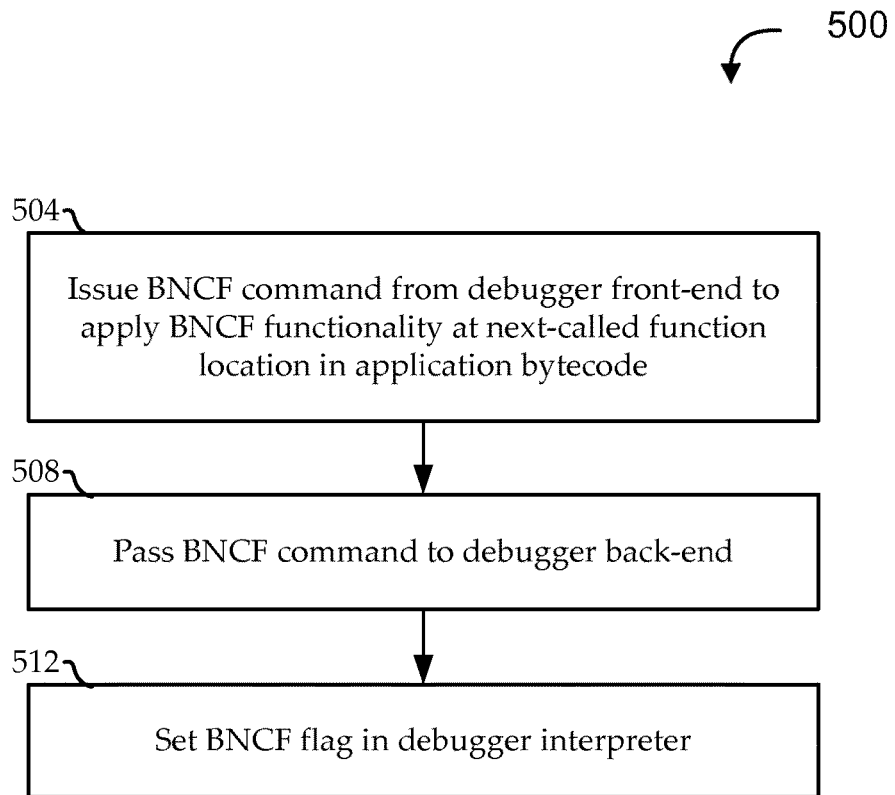 500
504
Issue BNCF command from debugger front-end to
apply BNCF functionality at next-called function
location in application bytecode
508
Pass BNCF command to debugger back-end
512
Set BNCF flag in debugger interpreter